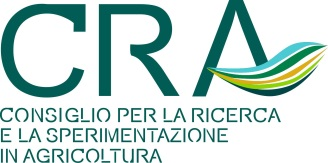 CRA
CONSIGLIO PER LA RICERCA
E LA SPERIMENTAZIONE
IN AGRICOLTURA